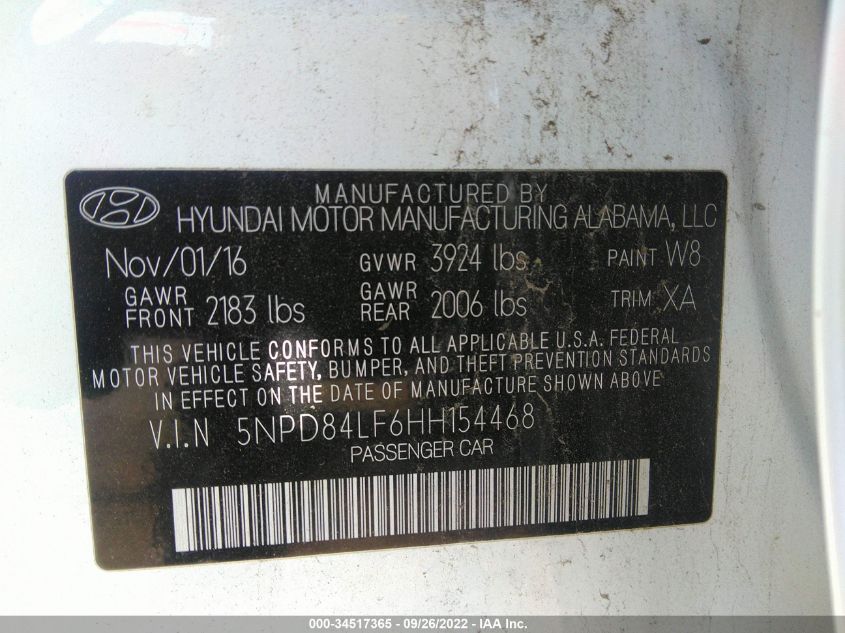 MANUFACTURED BY
HYUNDAI MOTOR MANUFACTURING ALABAMA, LLC
Nov/01/16 GVWR 3924 lbs PAINT W8
GAWR FRONT 2183 lbs GAWR REAR 2006 lbs TRIM XA
THIS VEHICLE CONFORMS TO ALL APPLICABLE U.S.A. FEDERAL
MOTOR VEHICLE SAFETY, BUMPER, AND THEFT PREVENTION STANDARDS
IN EFFECT ON THE DATE OF MANUFACTURE SHOWN ABOVE
V.I.N 5NPD84LF6HH154468
PASSENGER CAR
000-34517365 - 09/26/2022 - IAA Inc.